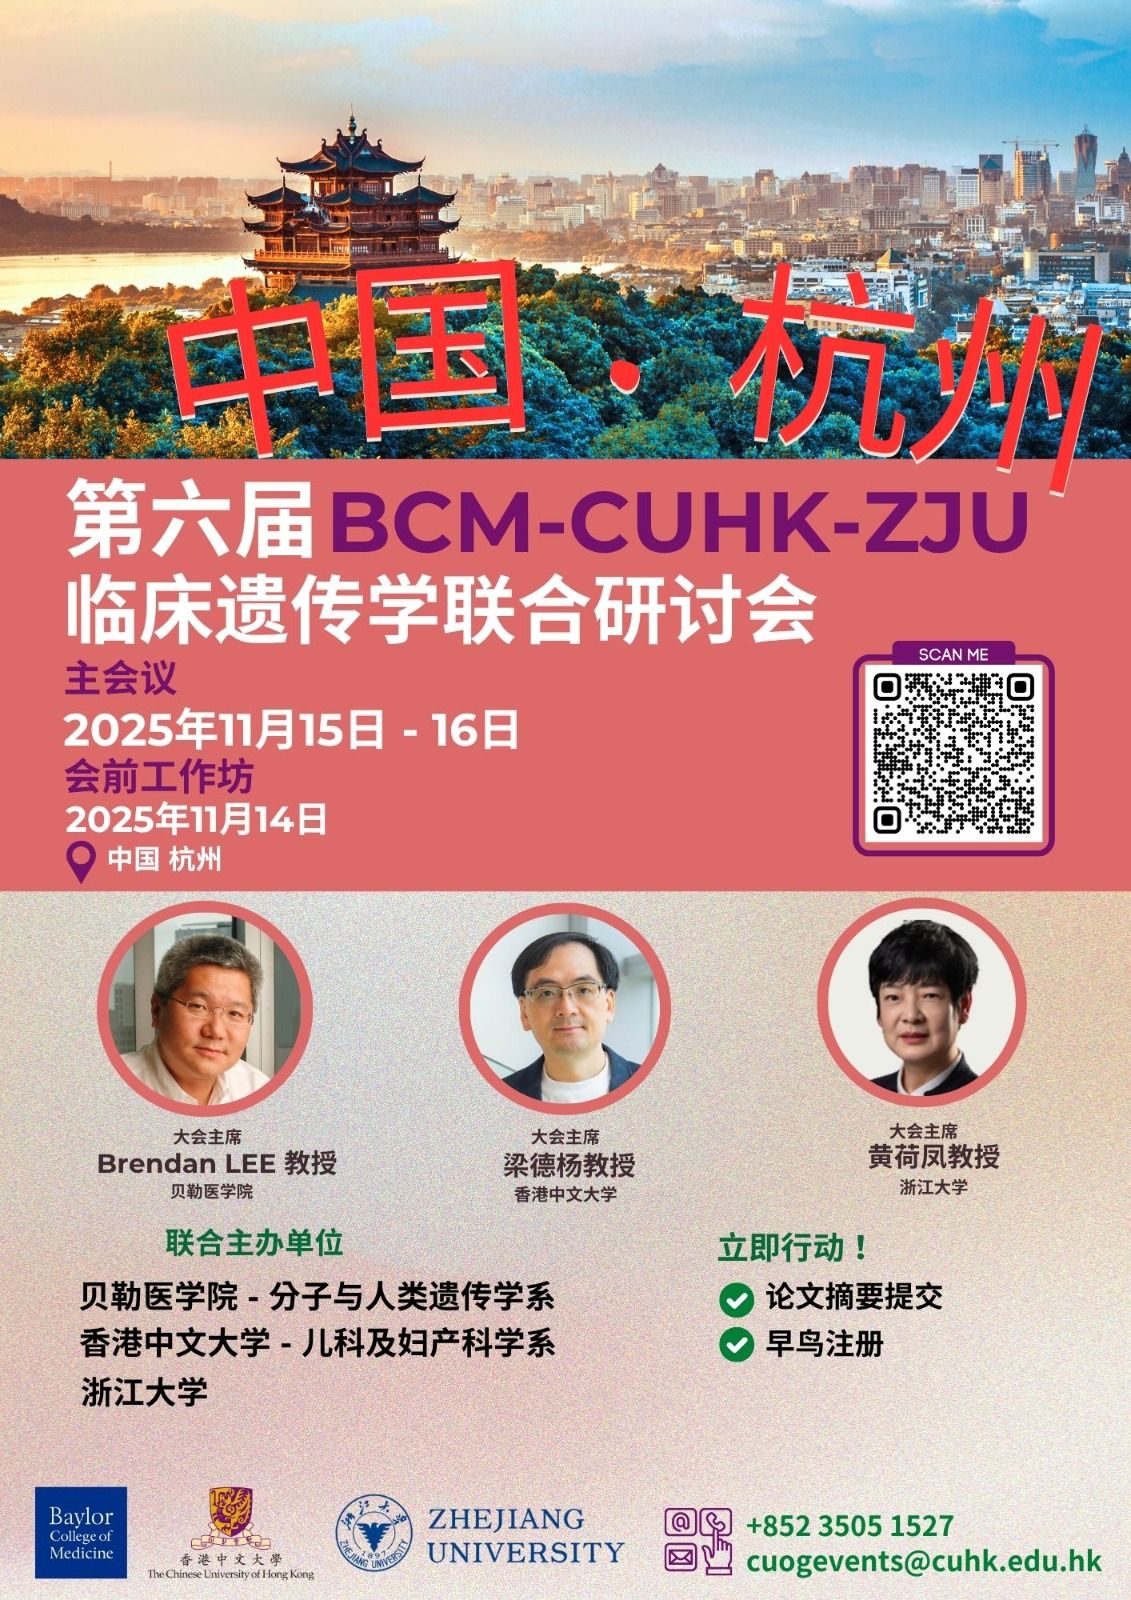 中国·杭州
第六届BCM-CUHK-ZJU
临床遗传学联合研讨会
主会议
2025年11月15日 - 16日
会前工作坊
2025年11月14日
中国 杭州
SCAN ME
大会主席
Brendan LEE 教授
贝勒医学院
大会主席
梁德杨教授
香港中文大学
大会主席
黄荷凤教授
浙江大学
联合主办单位
贝勒医学院 - 分子与人类遗传学系
香港中文大学 - 儿科及妇产科学系
浙江大学
立即行动！
论文摘要提交
早鸟注册
Baylor
College of
Medicine
香港中文大學
The Chinese University of Hong Kong
浙江大學
1897
ZHEJIANG UNIVERSITY
ZHEJIANG
UNIVERSITY
+852 3505 1527
cuogevents@cuhk.edu.hk